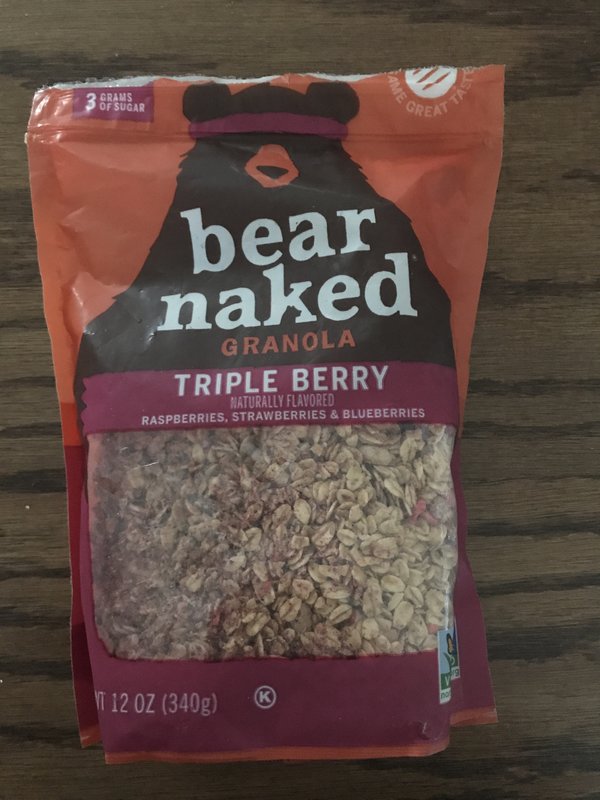 3 GRAMS
OF SUGAR
GREAT TASTE
bear
naked
GRANOLA
TRIPLE BERRY
NATURALLY FLAVORED
RASPBERRIES, STRAWBERRIES & BLUEBERRIES
12 OZ (340g)
K